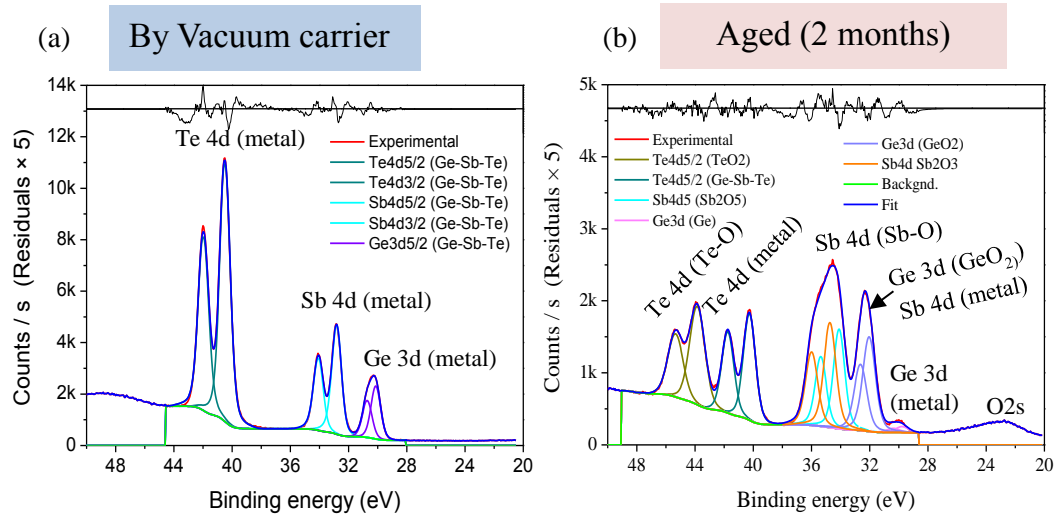 (a)
By Vacuum carrier
14k
12k
10k
8k
6k
4k
2k
0
Counts / s (Residuals × 5)
Te 4d (metal)
Experimental
Te4d5/2 (Ge-Sb-Te)
Te4d3/2 (Ge-Sb-Te)
Sb4d5/2 (Ge-Sb-Te)
Sb4d3/2 (Ge-Sb-Te)
Ge3d5/2 (Ge-Sb-Te)
Sb 4d (metal)
Ge 3d (metal)
48 44 40 36 32 28 24 20
Binding energy (eV)
(b)
Aged (2 months)
5k
4k
3k
2k
1k
0
Counts / s (Residuals × 5)
Experimental
Te4d5/2 (TeO2)
Te4d5/2 (Ge-Sb-Te)
Sb4d5 (Sb2O5)
Ge3d (Ge)
Ge3d (GeO2)
Sb4d Sb2O3
Backgnd.
Fit
Te 4d (Te-O)
Te 4d (metal)
Sb 4d (Sb-O)
Ge 3d (GeO₂)
Sb 4d (metal)
Ge 3d
(metal)
O2s
48 44 40 36 32 28 24 20
Binding energy (eV)